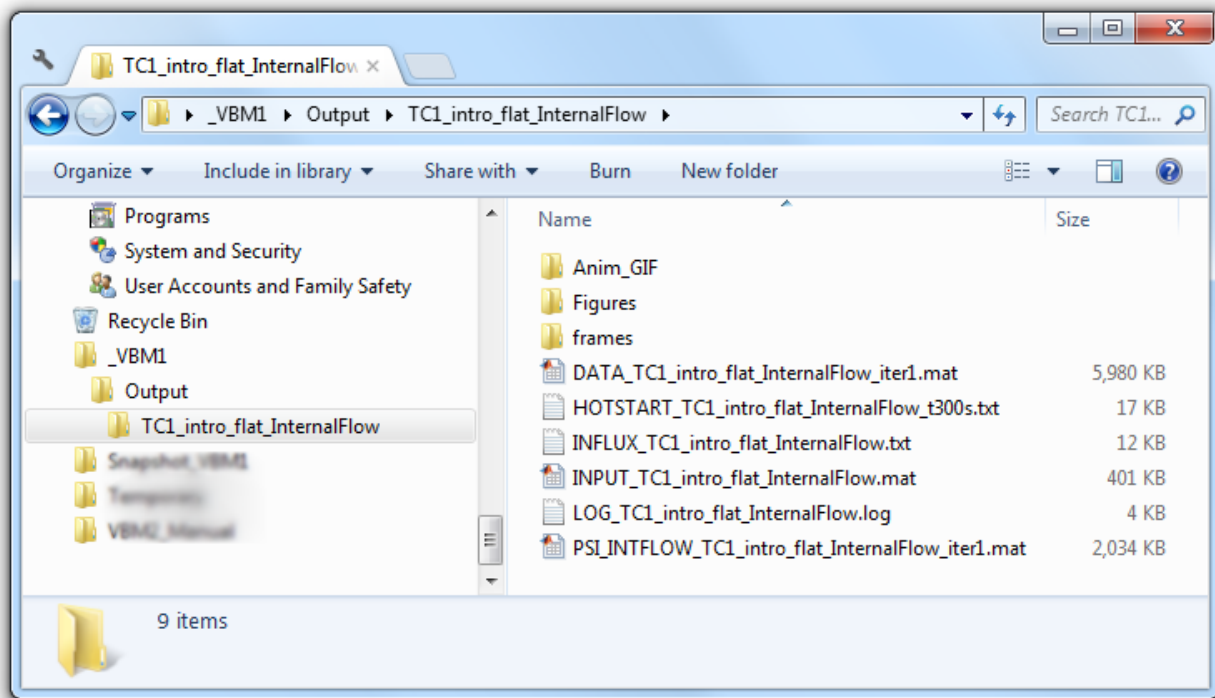 TC1_intro_flat_InternalFlow
_VBM1 Output TC1_intro_flat_InternalFlow Search TC1...
Organize Include in library Share with Burn New folder
Programs
System and Security
User Accounts and Family Safety
Recycle Bin
_VBM1
Output
TC1_intro_flat_InternalFlow
Name Size
Anim_GIF
Figures
frames
DATA_TC1_intro_flat_InternalFlow_iter1.mat 5,980 KB
HOTSTART_TC1_intro_flat_InternalFlow_t300s.txt 17 KB
INFLUX_TC1_intro_flat_InternalFlow.txt 12 KB
INPUT_TC1_intro_flat_InternalFlow.mat 401 KB
LOG_TC1_intro_flat_InternalFlow.log 4 KB
PSI_INTFLOW_TC1_intro_flat_InternalFlow_iter1.mat 2,034 KB
9 items